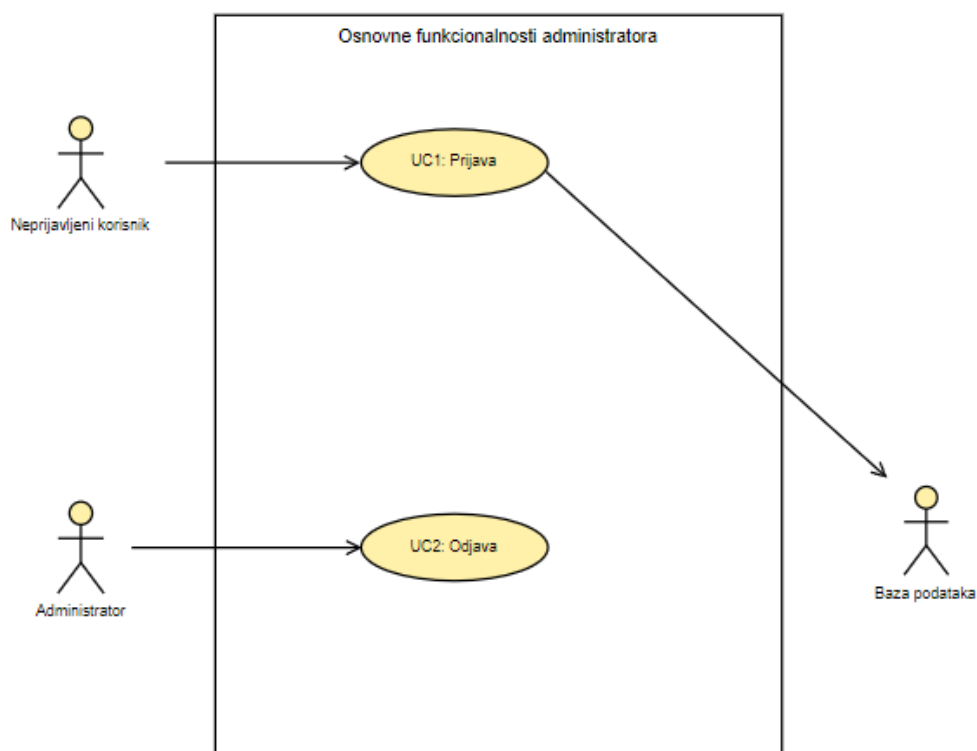 Osnovne funkcionalnosti administratora
UC1: Prijava
Neprijavljeni korisnik
UC2: Odjava
Administrator
Baza podataka